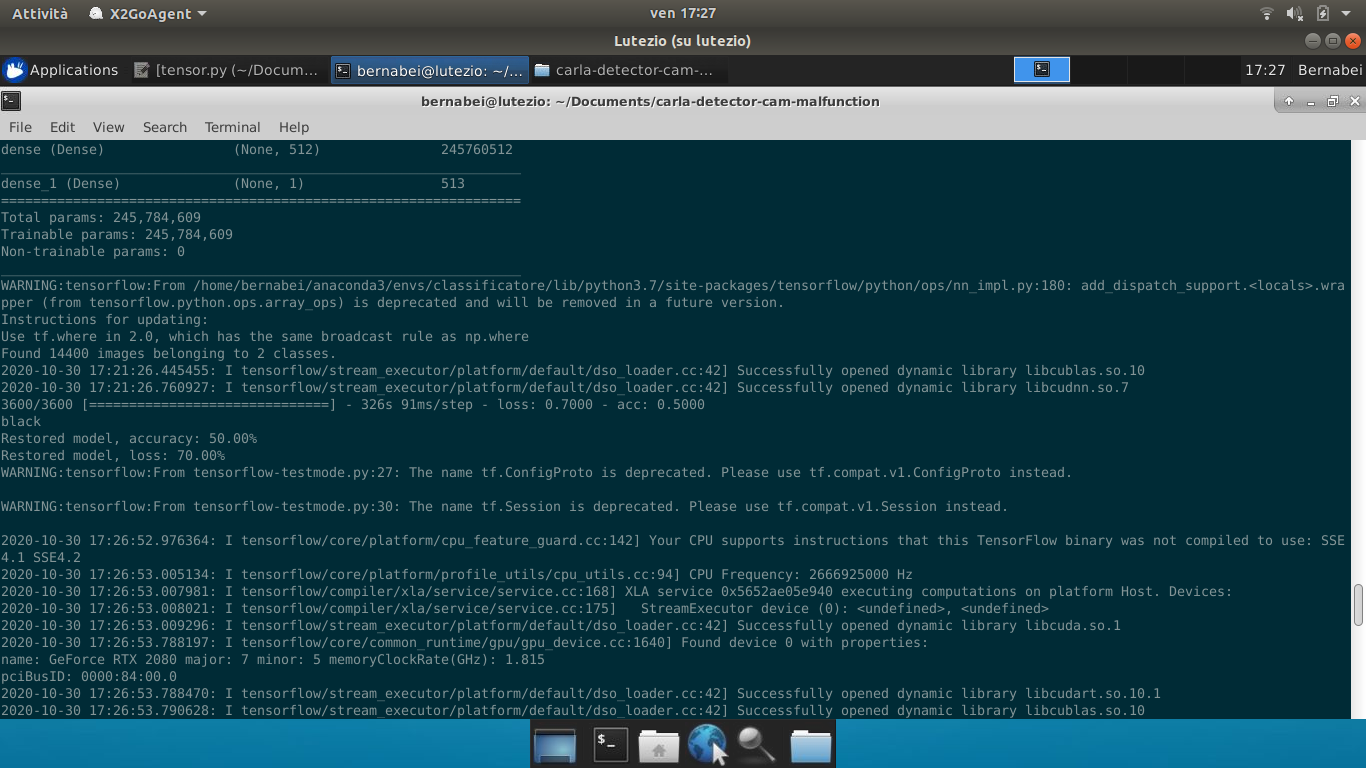 Attività X2GoAgent ven 17:27
Lutezio (su lutezio)
Applications [tensor.py (~/Docum... bernabei@lutezio: ~/... carla-detector-cam-... 17:27 Bernabei
bernabei@lutezio: ~/Documents/carla-detector-cam-malfunction
File Edit View Search Terminal Help
dense (Dense) (None, 512) 245760512
_________________________________________________________________
dense_1 (Dense) (None, 1) 513
=================================================================
Total params: 245,784,609
Trainable params: 245,784,609
Non-trainable params: 0
_________________________________________________________________
WARNING:tensorflow:From /home/bernabei/anaconda3/envs/classificatore/lib/python3.7/site-packages/tensorflow/python/ops/nn_impl.py:180: add_dispatch_support.<locals>.wra
pper (from tensorflow.python.ops.array_ops) is deprecated and will be removed in a future version.
Instructions for updating:
Use tf.where in 2.0, which has the same broadcast rule as np.where
Found 14400 images belonging to 2 classes.
2020-10-30 17:21:26.445455: I tensorflow/stream_executor/platform/default/dso_loader.cc:42] Successfully opened dynamic library libcublas.so.10
2020-10-30 17:21:26.760927: I tensorflow/stream_executor/platform/default/dso_loader.cc:42] Successfully opened dynamic library libcudnn.so.7
3600/3600 [==============================] - 326s 91ms/step - loss: 0.7000 - acc: 0.5000
black
Restored model, accuracy: 50.00%
Restored model, loss: 70.00%
WARNING:tensorflow:From tensorflow-testmode.py:27: The name tf.ConfigProto is deprecated. Please use tf.compat.v1.ConfigProto instead.
WARNING:tensorflow:From tensorflow-testmode.py:30: The name tf.Session is deprecated. Please use tf.compat.v1.Session instead.
2020-10-30 17:26:52.976364: I tensorflow/core/platform/cpu_feature_guard.cc:142] Your CPU supports instructions that this TensorFlow binary was not compiled to use: SSE
4.1 SSE4.2
2020-10-30 17:26:53.005134: I tensorflow/core/platform/profile_utils/cpu_utils.cc:94] CPU Frequency: 2666925000 Hz
2020-10-30 17:26:53.007981: I tensorflow/compiler/xla/service/service.cc:168] XLA service 0x5652ae05e940 executing computations on platform Host. Devices:
2020-10-30 17:26:53.008021: I tensorflow/compiler/xla/service/service.cc:175]   StreamExecutor device (0): <undefined>, <undefined>
2020-10-30 17:26:53.009296: I tensorflow/stream_executor/platform/default/dso_loader.cc:42] Successfully opened dynamic library libcuda.so.1
2020-10-30 17:26:53.788197: I tensorflow/core/common_runtime/gpu/gpu_device.cc:1640] Found device 0 with properties:
name: GeForce RTX 2080 major: 7 minor: 5 memoryClockRate(GHz): 1.815
pciBusID: 0000:84:00.0
2020-10-30 17:26:53.788470: I tensorflow/stream_executor/platform/default/dso_loader.cc:42] Successfully opened dynamic library libcudart.so.10.1
2020-10-30 17:26:53.790628: I tensorflow/stream_executor/platform/default/dso_loader.cc:42] Successfully opened dynamic library libcublas.so.10